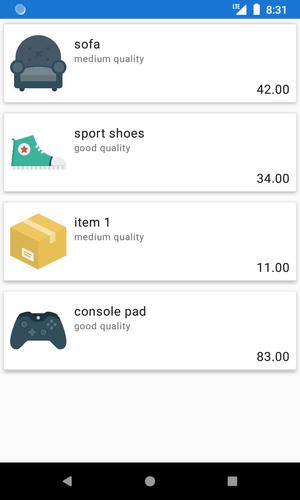 LTE 8:31
sofa
medium quality
42.00
sport shoes
good quality
34.00
item 1
medium quality
11.00
console pad
good quality
83.00